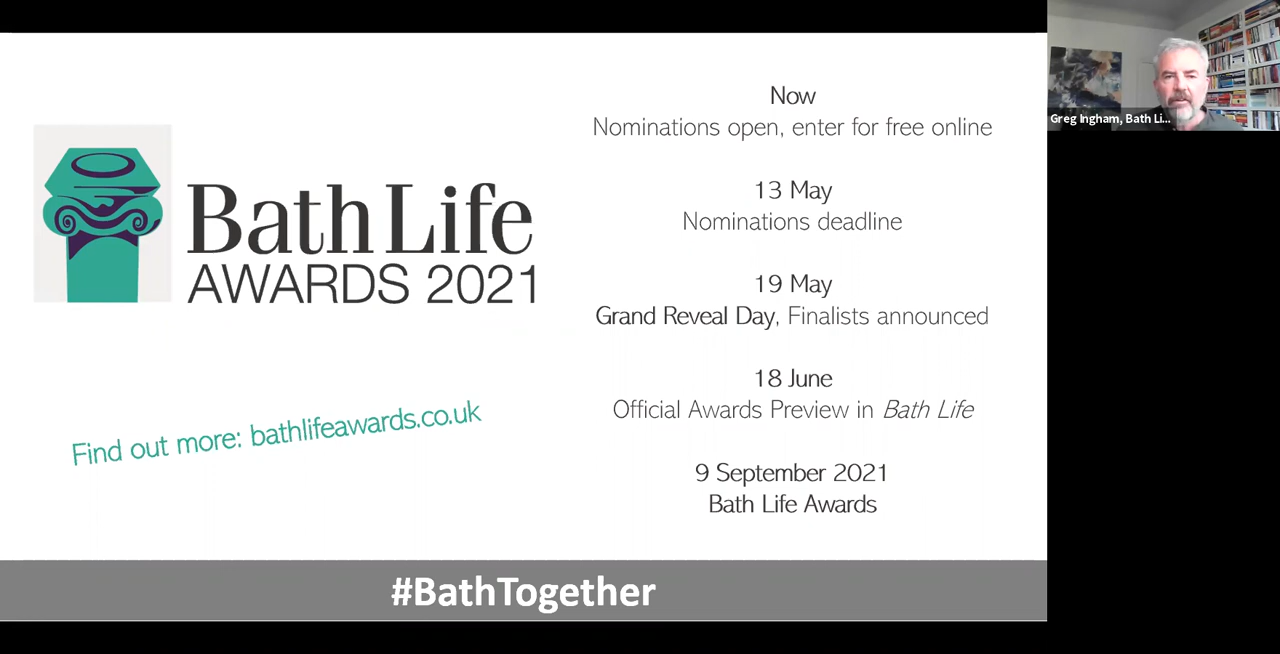 Now
Nominations open, enter for free online
13 May
Nominations deadline
19 May
Grand Reveal Day, Finalists announced
18 June
Official Awards Preview in Bath Life
9 September 2021
Bath Life Awards
Bath Life
AWARDS 2021
Find out more: bathlifeawards.co.uk
#BathTogether
Greg Ingham, Bath Li...